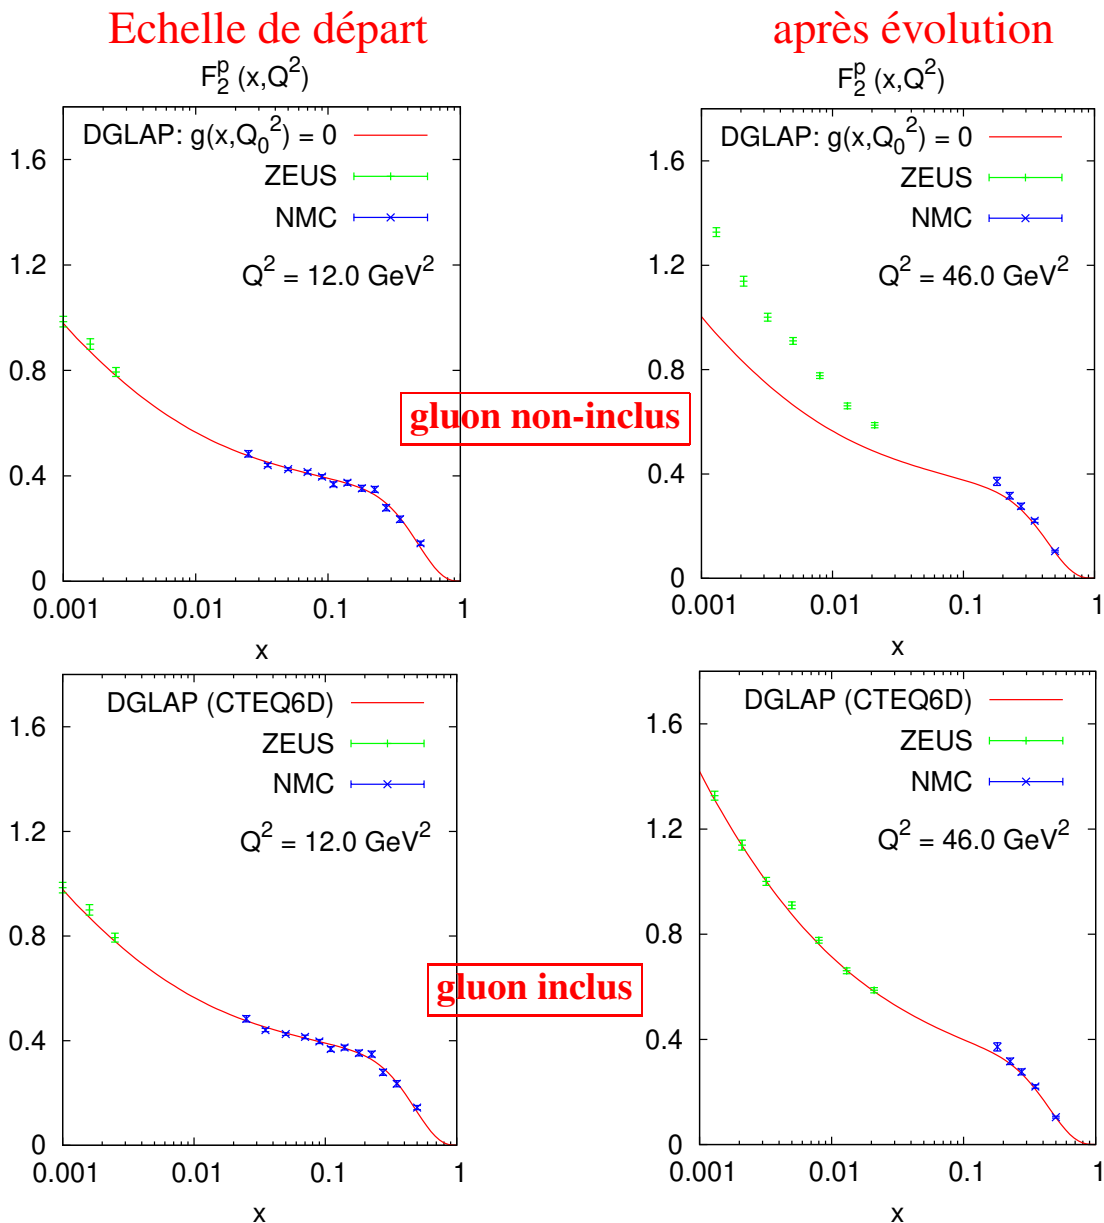 Echelle de départ
après évolution
F₂ᵖ (x,Q²)
1.6
1.2
0.8
0.4
0
DGLAP: g(x,Q₀²) = 0
ZEUS
NMC
Q² = 12.0 GeV²
0.001 0.01 0.1 1
x
F₂ᵖ (x,Q²)
1.6
1.2
0.8
0.4
0
DGLAP: g(x,Q₀²) = 0
ZEUS
NMC
Q² = 46.0 GeV²
0.001 0.01 0.1 1
x
gluon non-inclus
1.6
1.2
0.8
0.4
0
DGLAP (CTEQ6D)
ZEUS
NMC
Q² = 12.0 GeV²
0.001 0.01 0.1 1
x
1.6
1.2
0.8
0.4
0
DGLAP (CTEQ6D)
ZEUS
NMC
Q² = 46.0 GeV²
0.001 0.01 0.1 1
x
gluon inclus